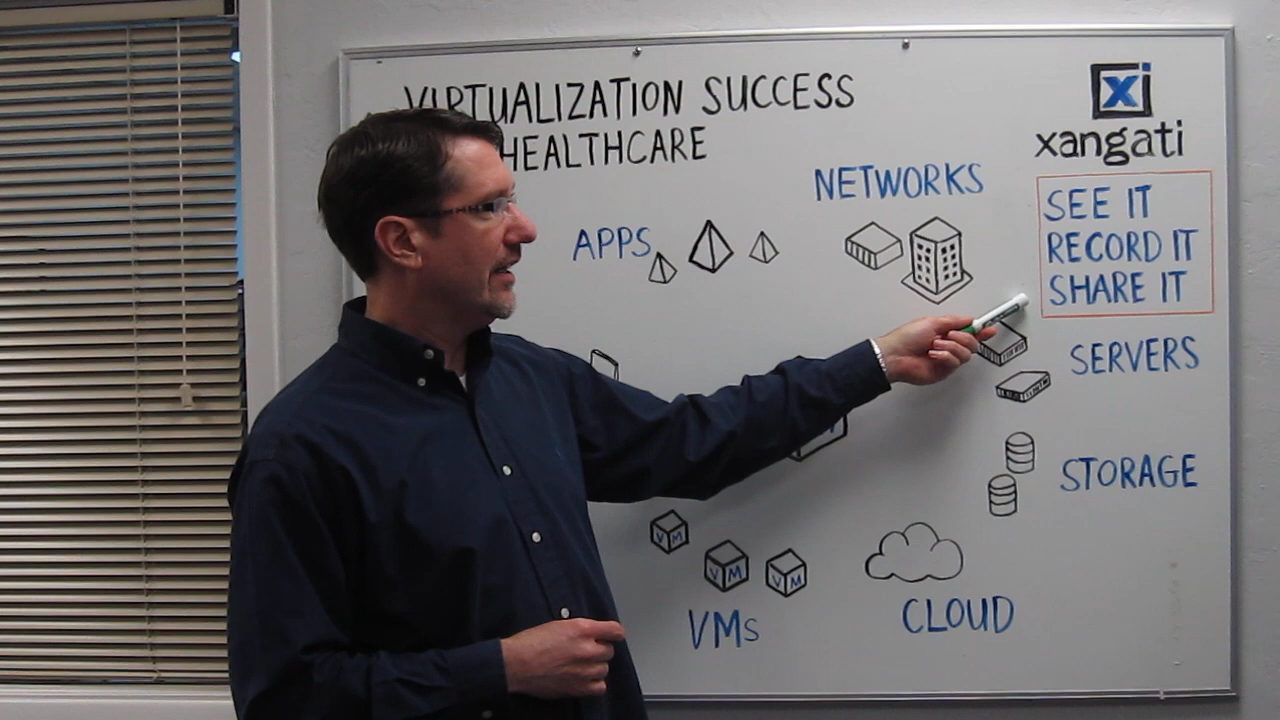 VIRTUALIZATION SUCCESS
HEALTHCARE
xi
xangati
NETWORKS
SEE IT
RECORD IT
SHARE IT
APPS
SERVERS
STORAGE
VM
VM
VM
CLOUD
VMs